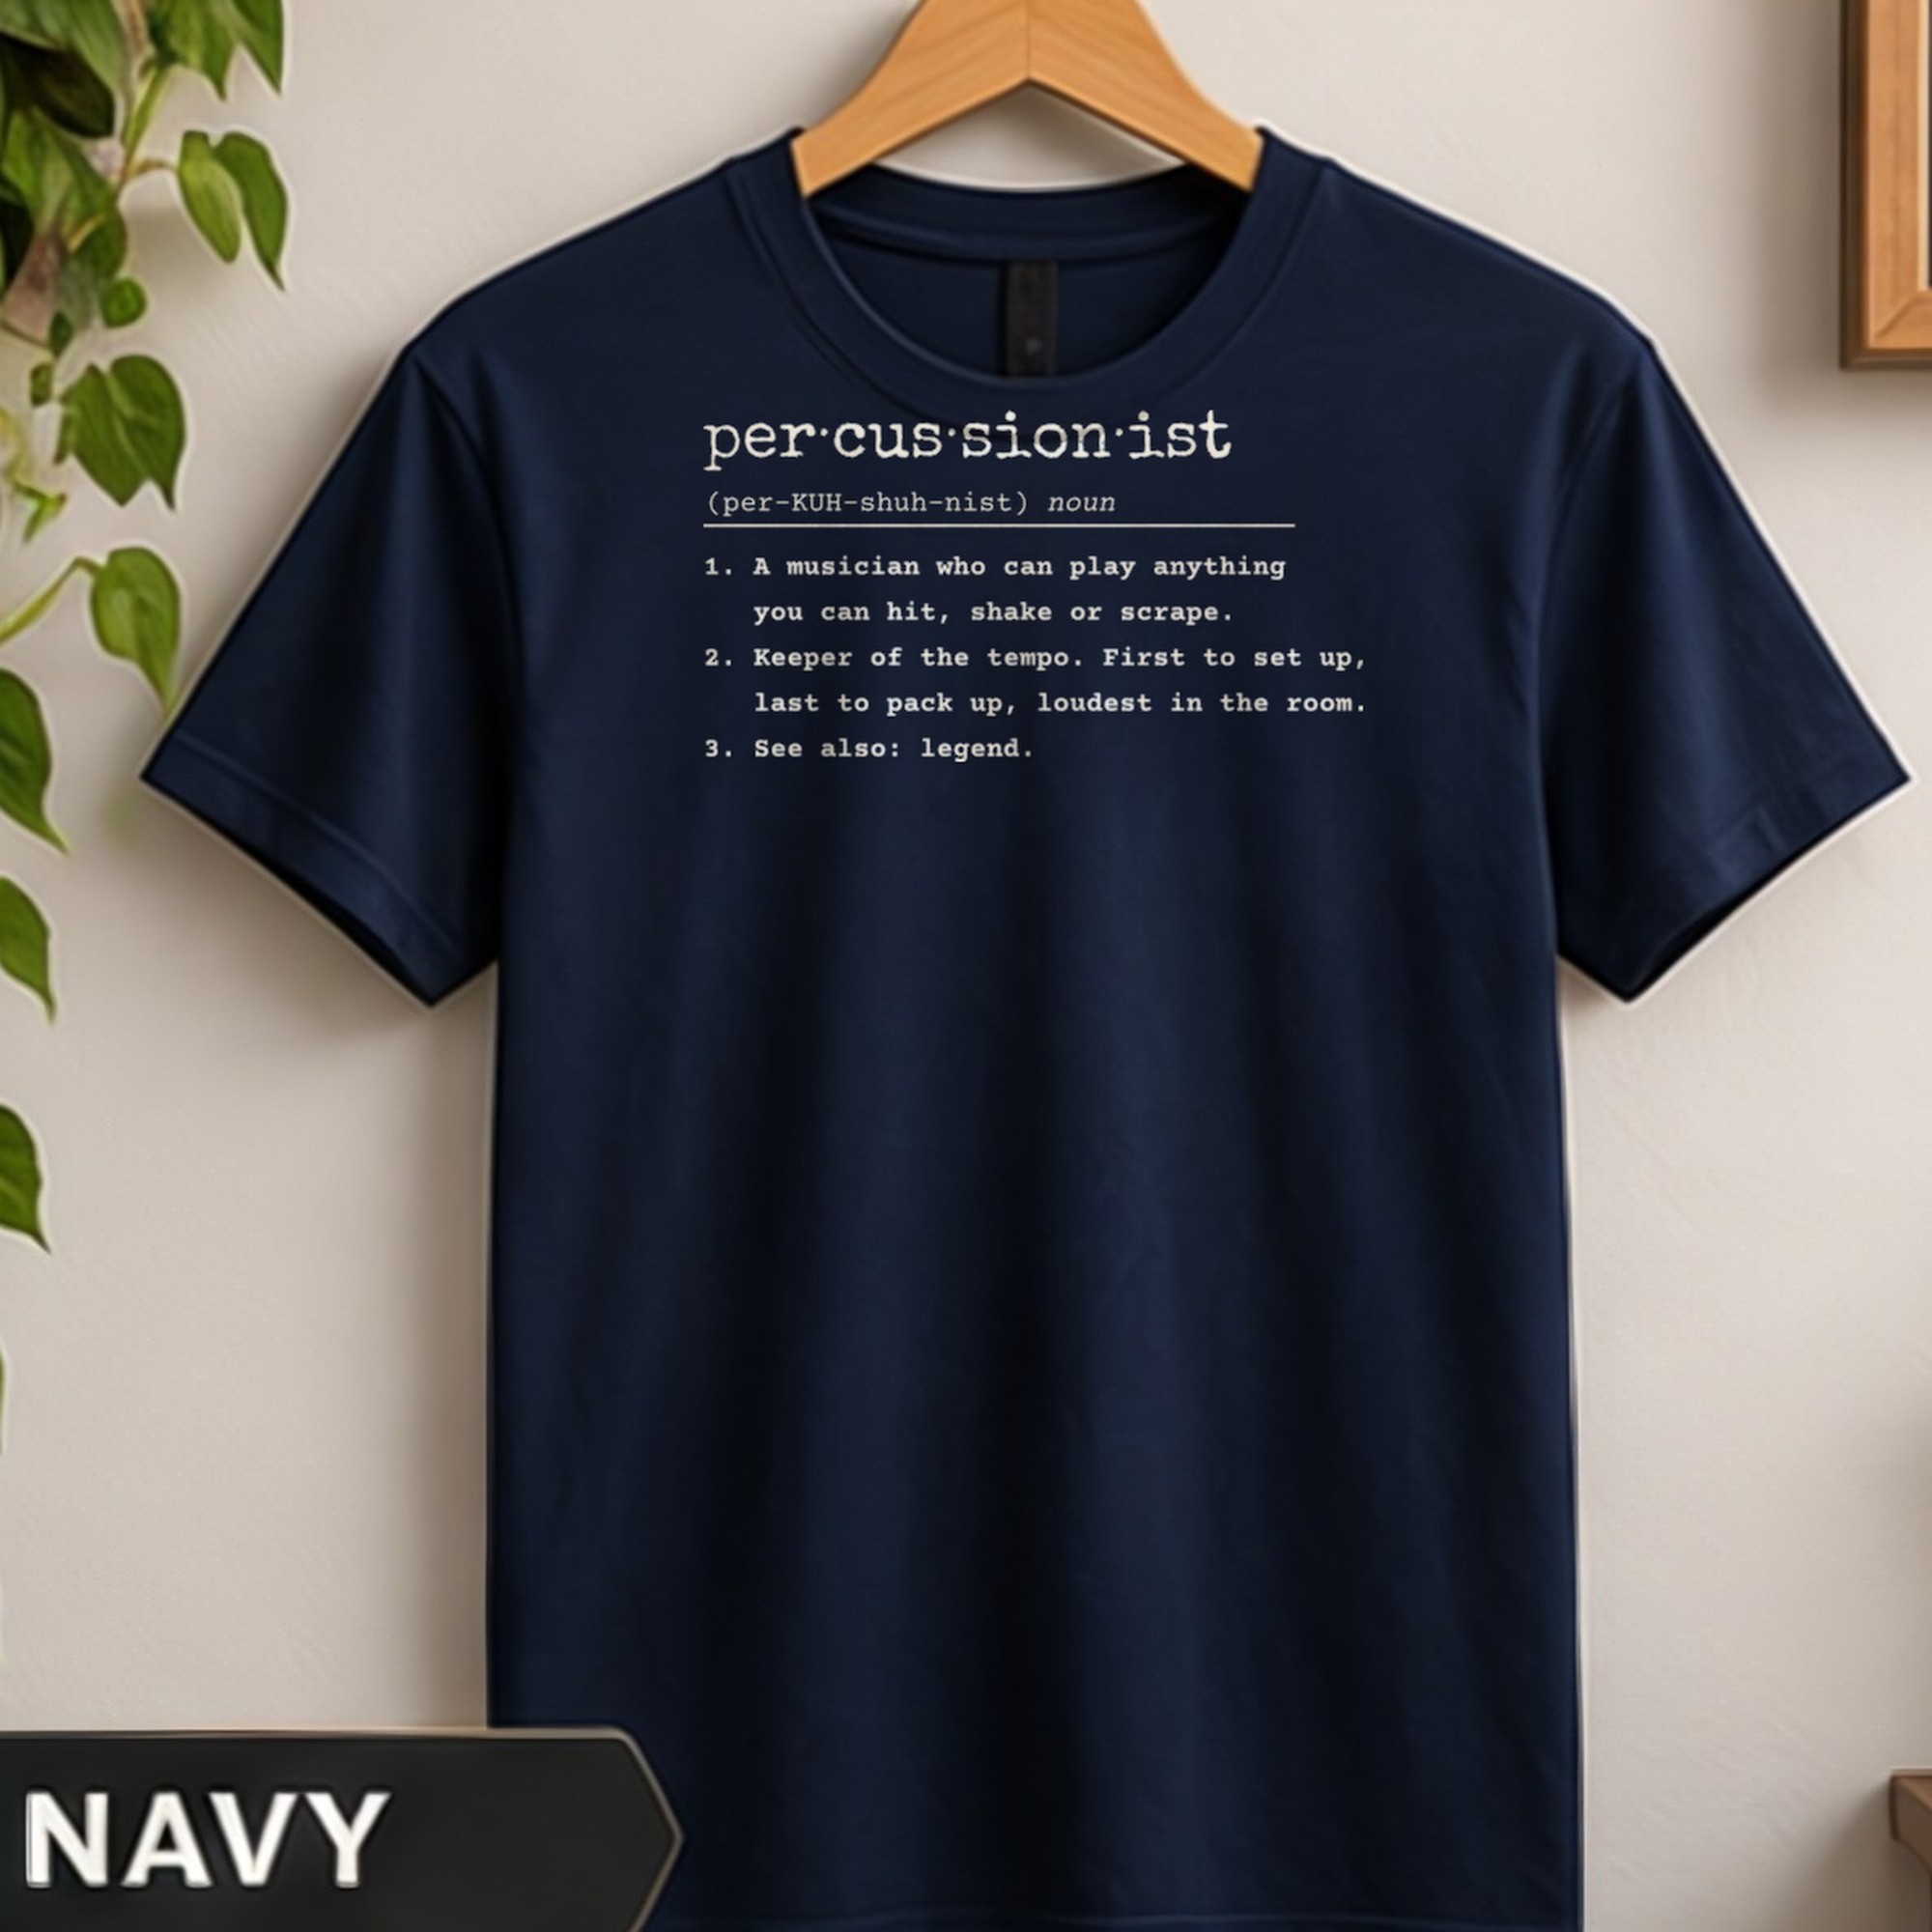 per·cus·sion·ist
(per-KUH-shuh-nist) noun
1. A musician who can play anything
you can hit, shake or scrape.
2. Keeper of the tempo. First to set up,
last to pack up, loudest in the room.
3. See also: legend.
NAVY